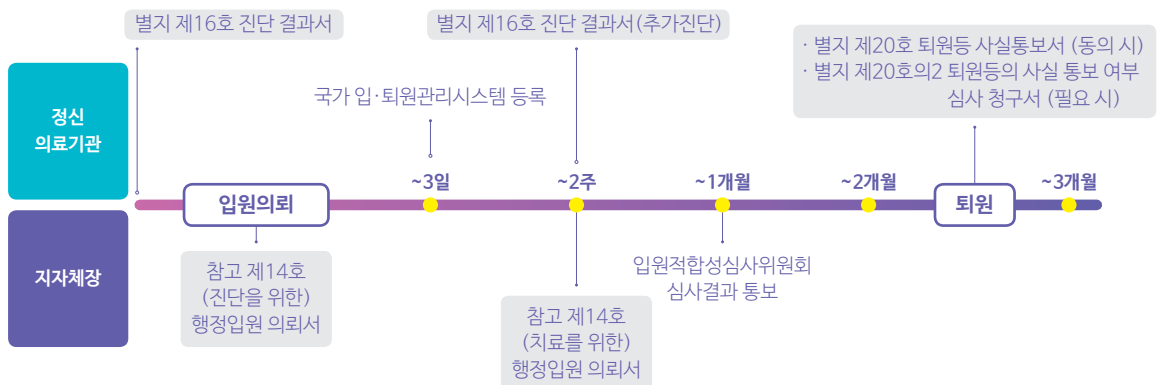 별지 제16호 진단 결과서
별지 제16호 진단 결과서(추가진단)
· 별지 제20호 퇴원등 사실통보서 (동의 시)
· 별지 제20호의2 퇴원등의 사실 통보 여부
심사 청구서 (필요 시)
정신
의료기관
국가 입·퇴원관리시스템 등록
~3일
~2주
~1개월
~2개월
~3개월
입원의뢰
퇴원
지자체장
참고 제14호
(진단을 위한)
행정입원 의뢰서
입원적합성심사위원회
심사결과 통보
참고 제14호
(치료를 위한)
행정입원 의뢰서